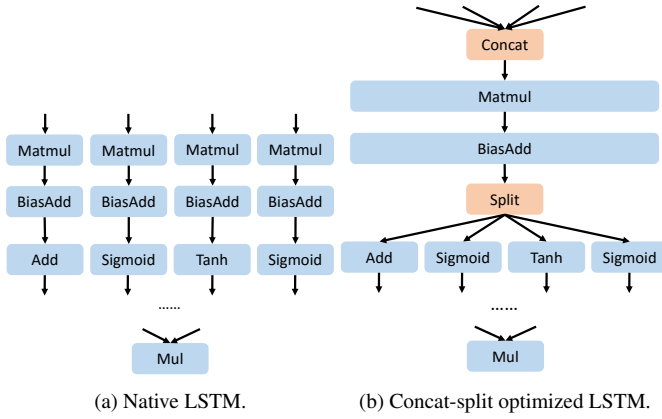 Concat
Matmul
BiasAdd
Split
Add Sigmoid Tanh Sigmoid
......
Mul
Matmul Matmul Matmul Matmul
BiasAdd BiasAdd BiasAdd BiasAdd
Add Sigmoid Tanh Sigmoid
......
Mul
(a) Native LSTM.
(b) Concat-split optimized LSTM.